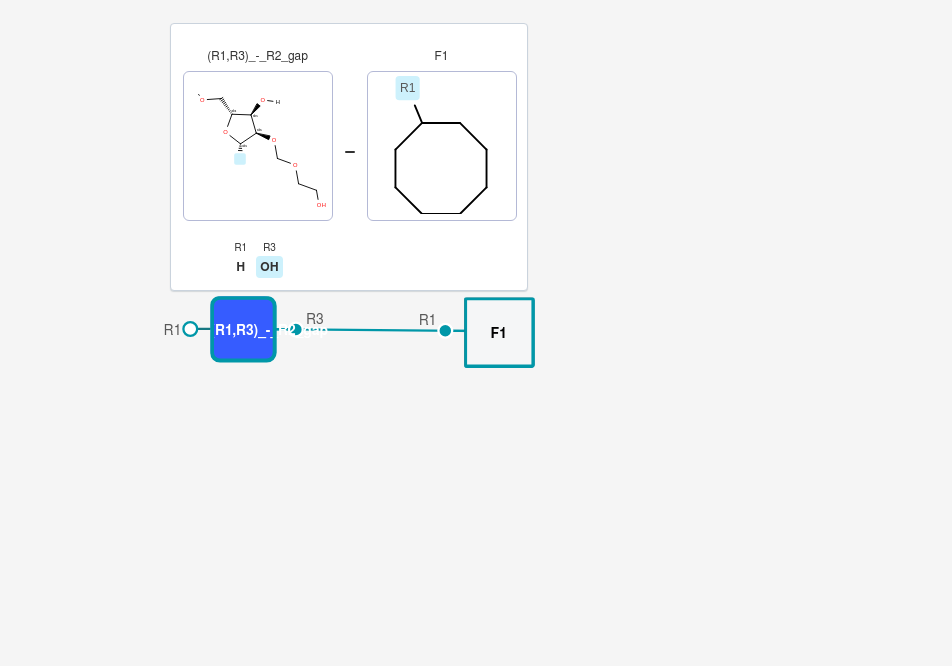 (R1,R3)_-_R2_gap F1
R1
O
O H
O
O
O
OH
–
R1 R3
H OH
R1 R1,R3)_-_R2_gap R3 R1 F1